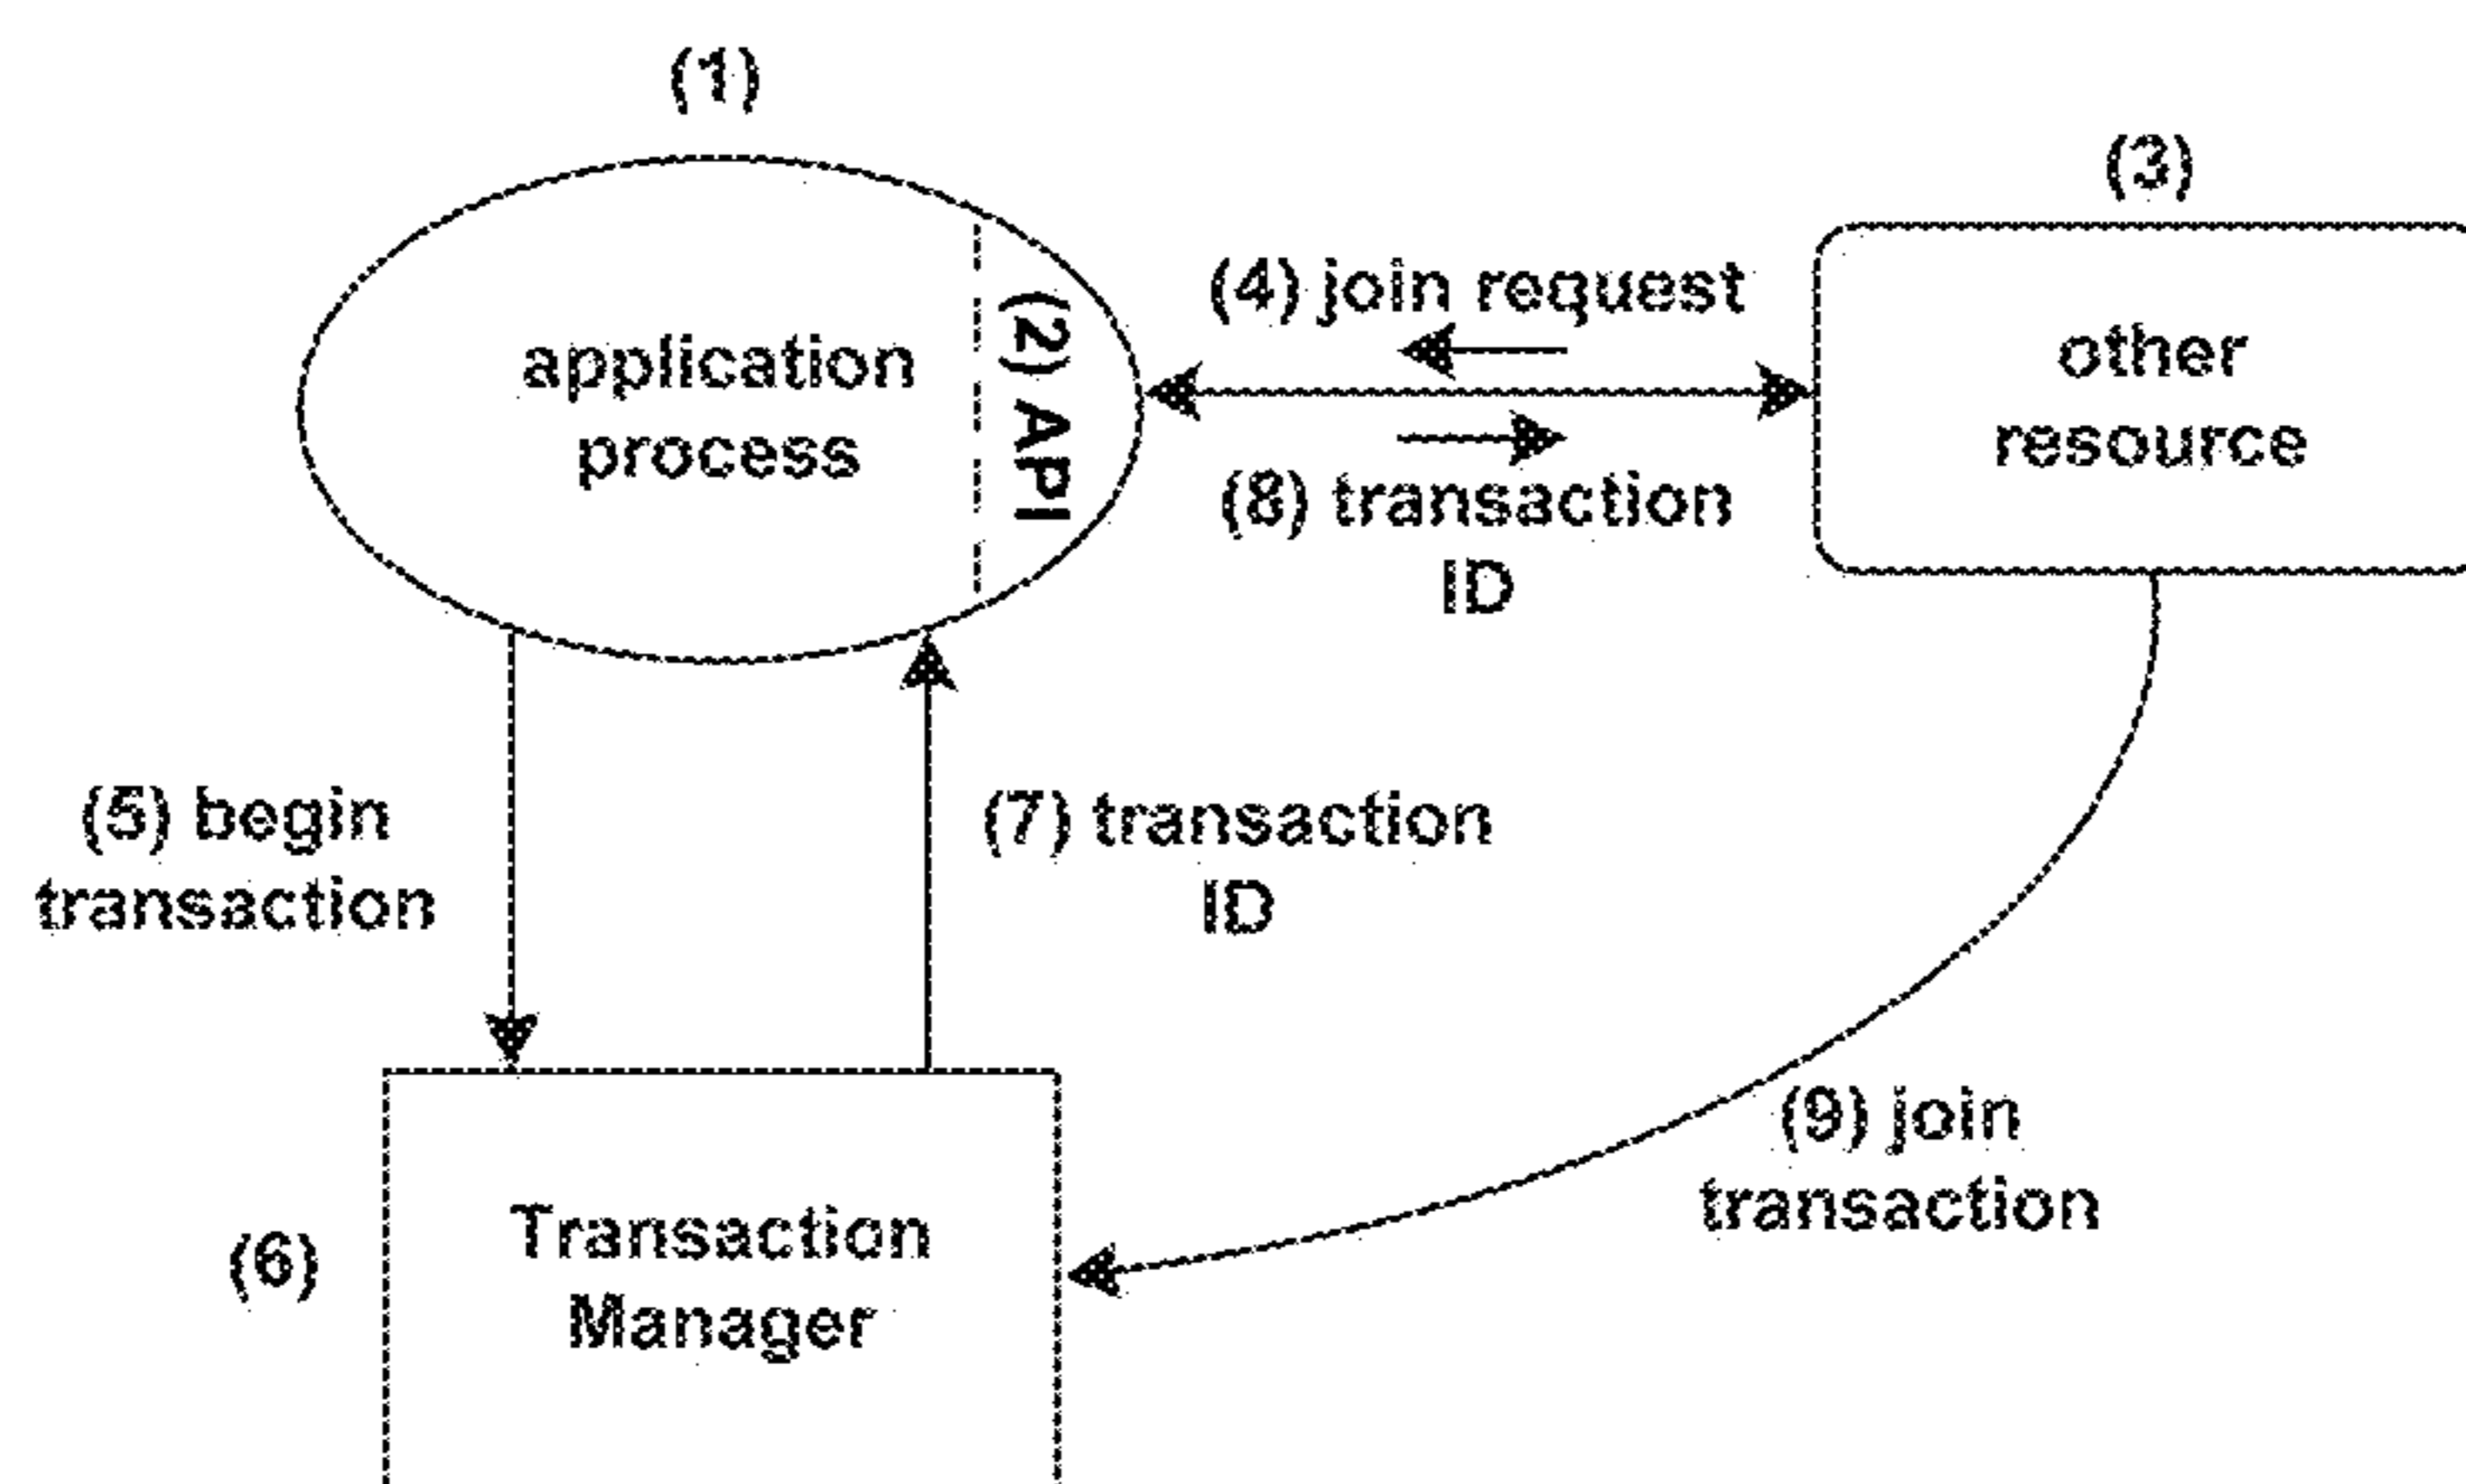 (1)
(3)
application
process
(2) API
(4) join request
other
resource
(8) transaction
ID
(5) begin
transaction
(7) transaction
ID
(9) join
transaction
(6)
Transaction
Manager